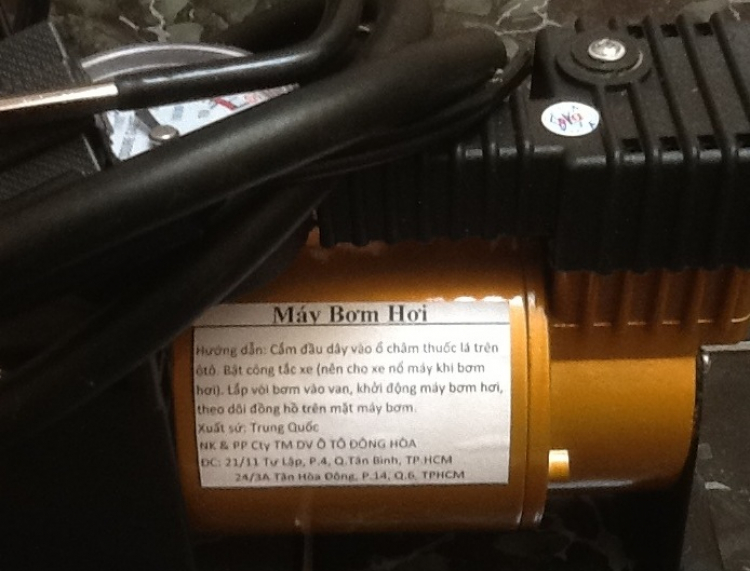 Máy Bơm Hơi
Hướng dẫn: Cắm đầu dây vào ổ châm thuốc lá trên
ôtô. Bật công tắc xe (nên cho xe nổ máy khi bơm
hơi). Lắp vòi bơm vào van, khởi động máy bơm hơi,
theo dõi đồng hồ trên mặt máy bơm.
Xuất sứ: Trung Quốc
NK & PP Cty TM DV Ô TÔ ĐÔNG HÒA
ĐC: 21/11 Tự Lập, P.4, Q.Tân Bình, TP HCM
24/3A Tân Hòa Đông, P.14, Q.6, TPHCM